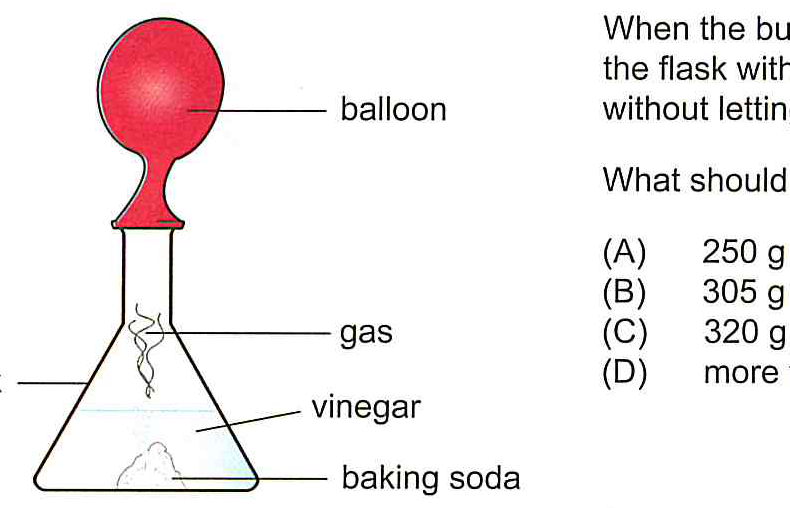 balloon
gas
vinegar
baking soda
When the bu
the flask with
without lettin
What should
(A) 250 g
(B) 305 g
(C) 320 g
(D) more